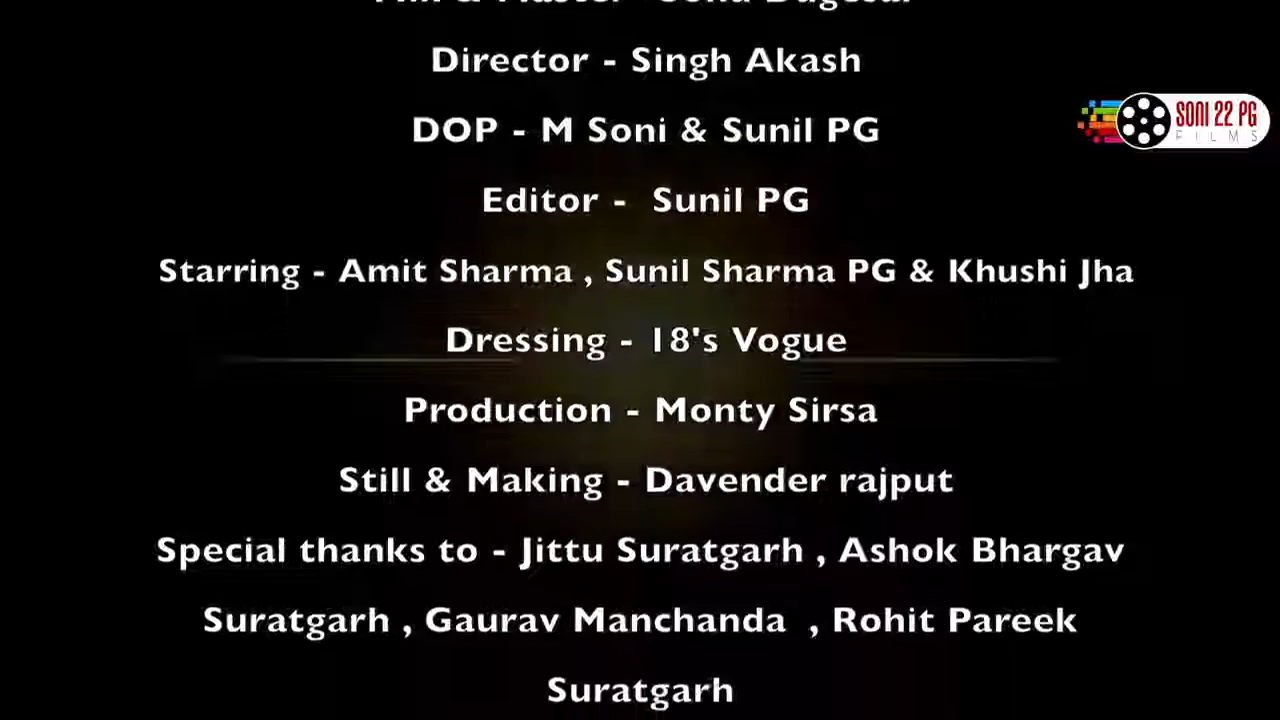 Director - Singh Akash
DOP - M Soni & Sunil PG
SONI 22 PG
FILMS
Editor - Sunil PG
Starring - Amit Sharma , Sunil Sharma PG & Khushi Jha
Dressing - 18's Vogue
Production - Monty Sirsa
Still & Making - Davender rajput
Special thanks to - Jittu Suratgarh , Ashok Bhargav
Suratgarh , Gaurav Manchanda , Rohit Pareek
Suratgarh